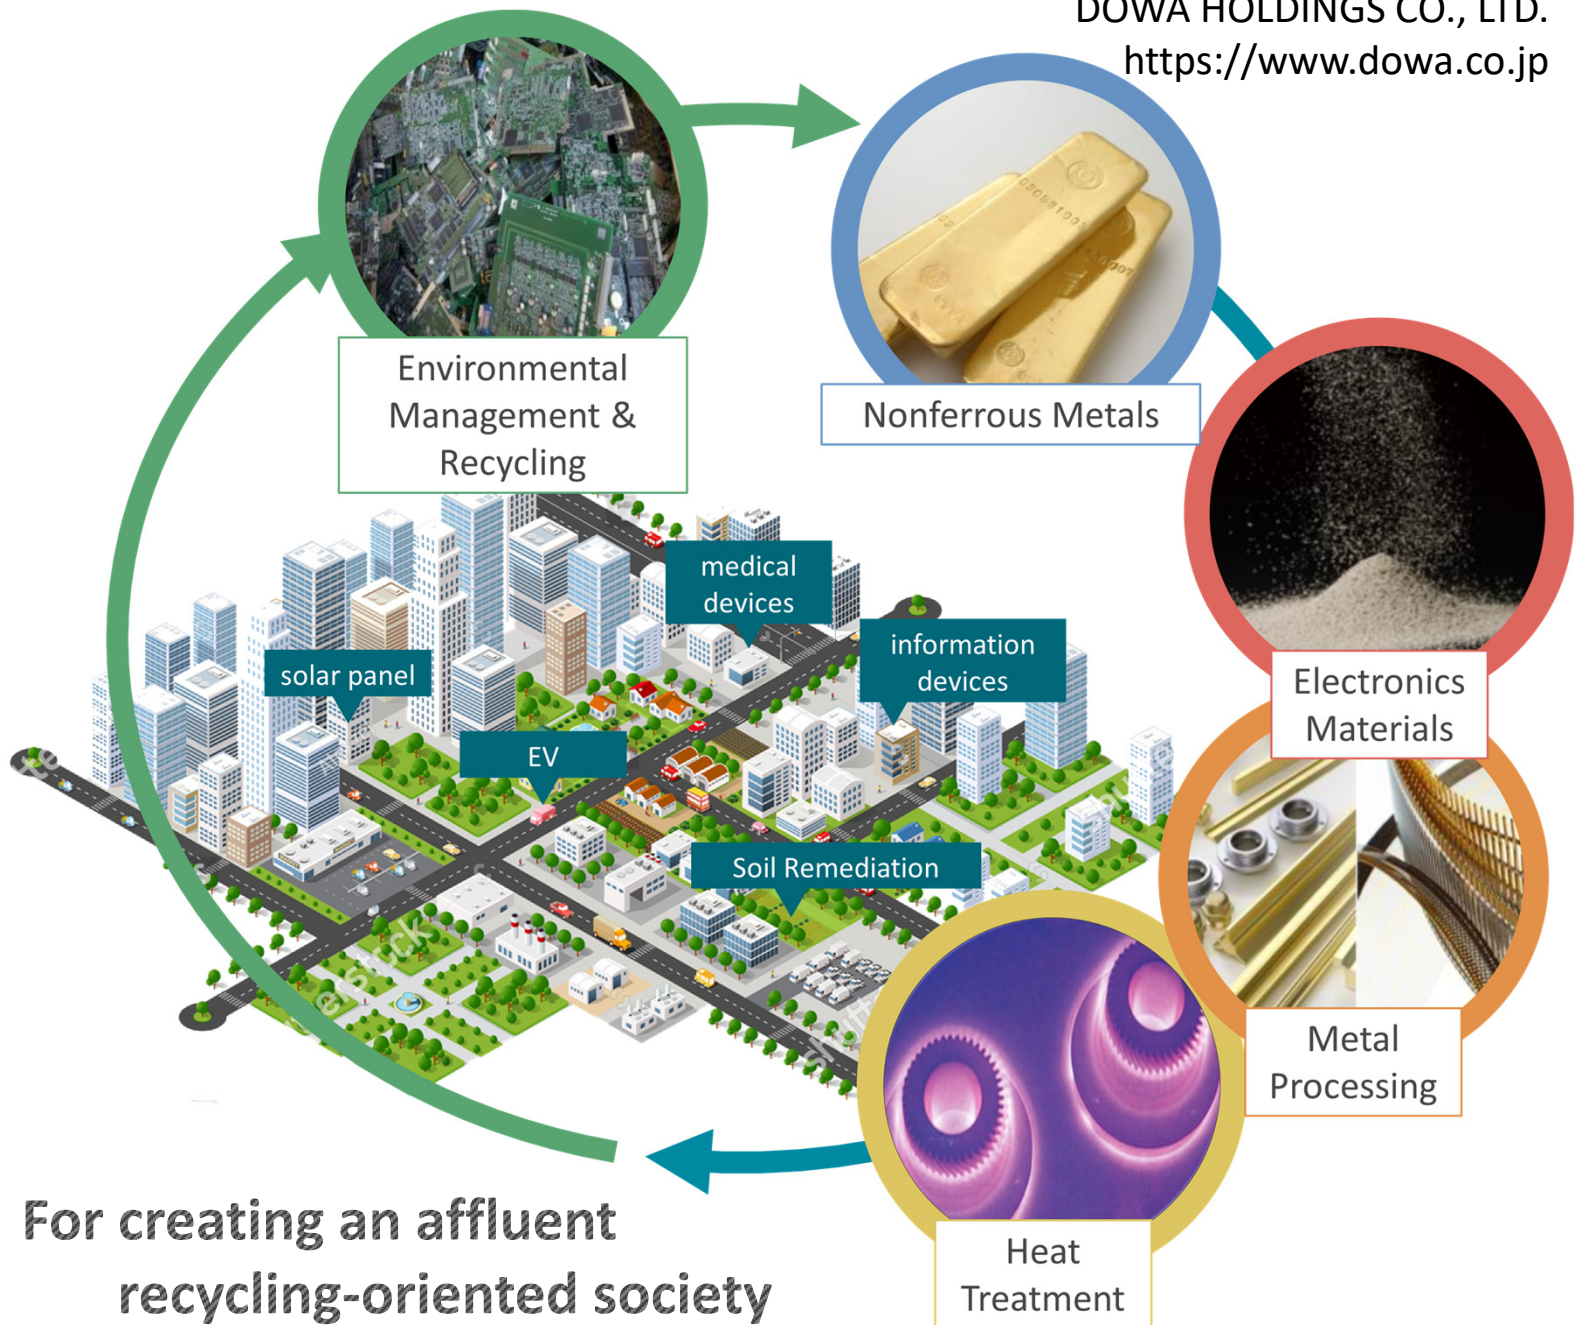 DOWA HOLDINGS CO., LTD.
https://www.dowa.co.jp
Environmental
Management &
Recycling
Nonferrous Metals
Electronics
Materials
Metal
Processing
Heat
Treatment
medical
devices
information
devices
solar panel
EV
Soil Remediation
For creating an affluent
recycling-oriented society